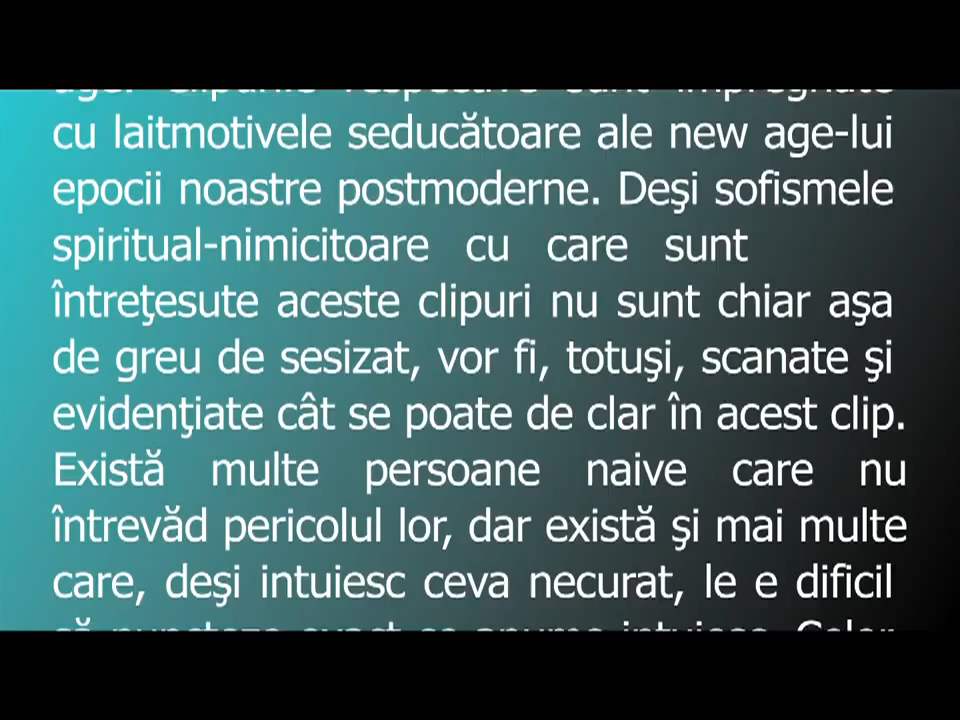 cu laitmotivele seducătoare ale new age-lui
epocii noastre postmoderne. Deşi sofismele
spiritual-nimicitoare cu care sunt
întreţesute aceste clipuri nu sunt chiar aşa
de greu de sesizat, vor fi, totuşi, scanate şi
evidenţiate cât se poate de clar în acest clip.
Există multe persoane naive care nu
întrevăd pericolul lor, dar există şi mai multe
care, deşi intuiesc ceva necurat, le e dificil